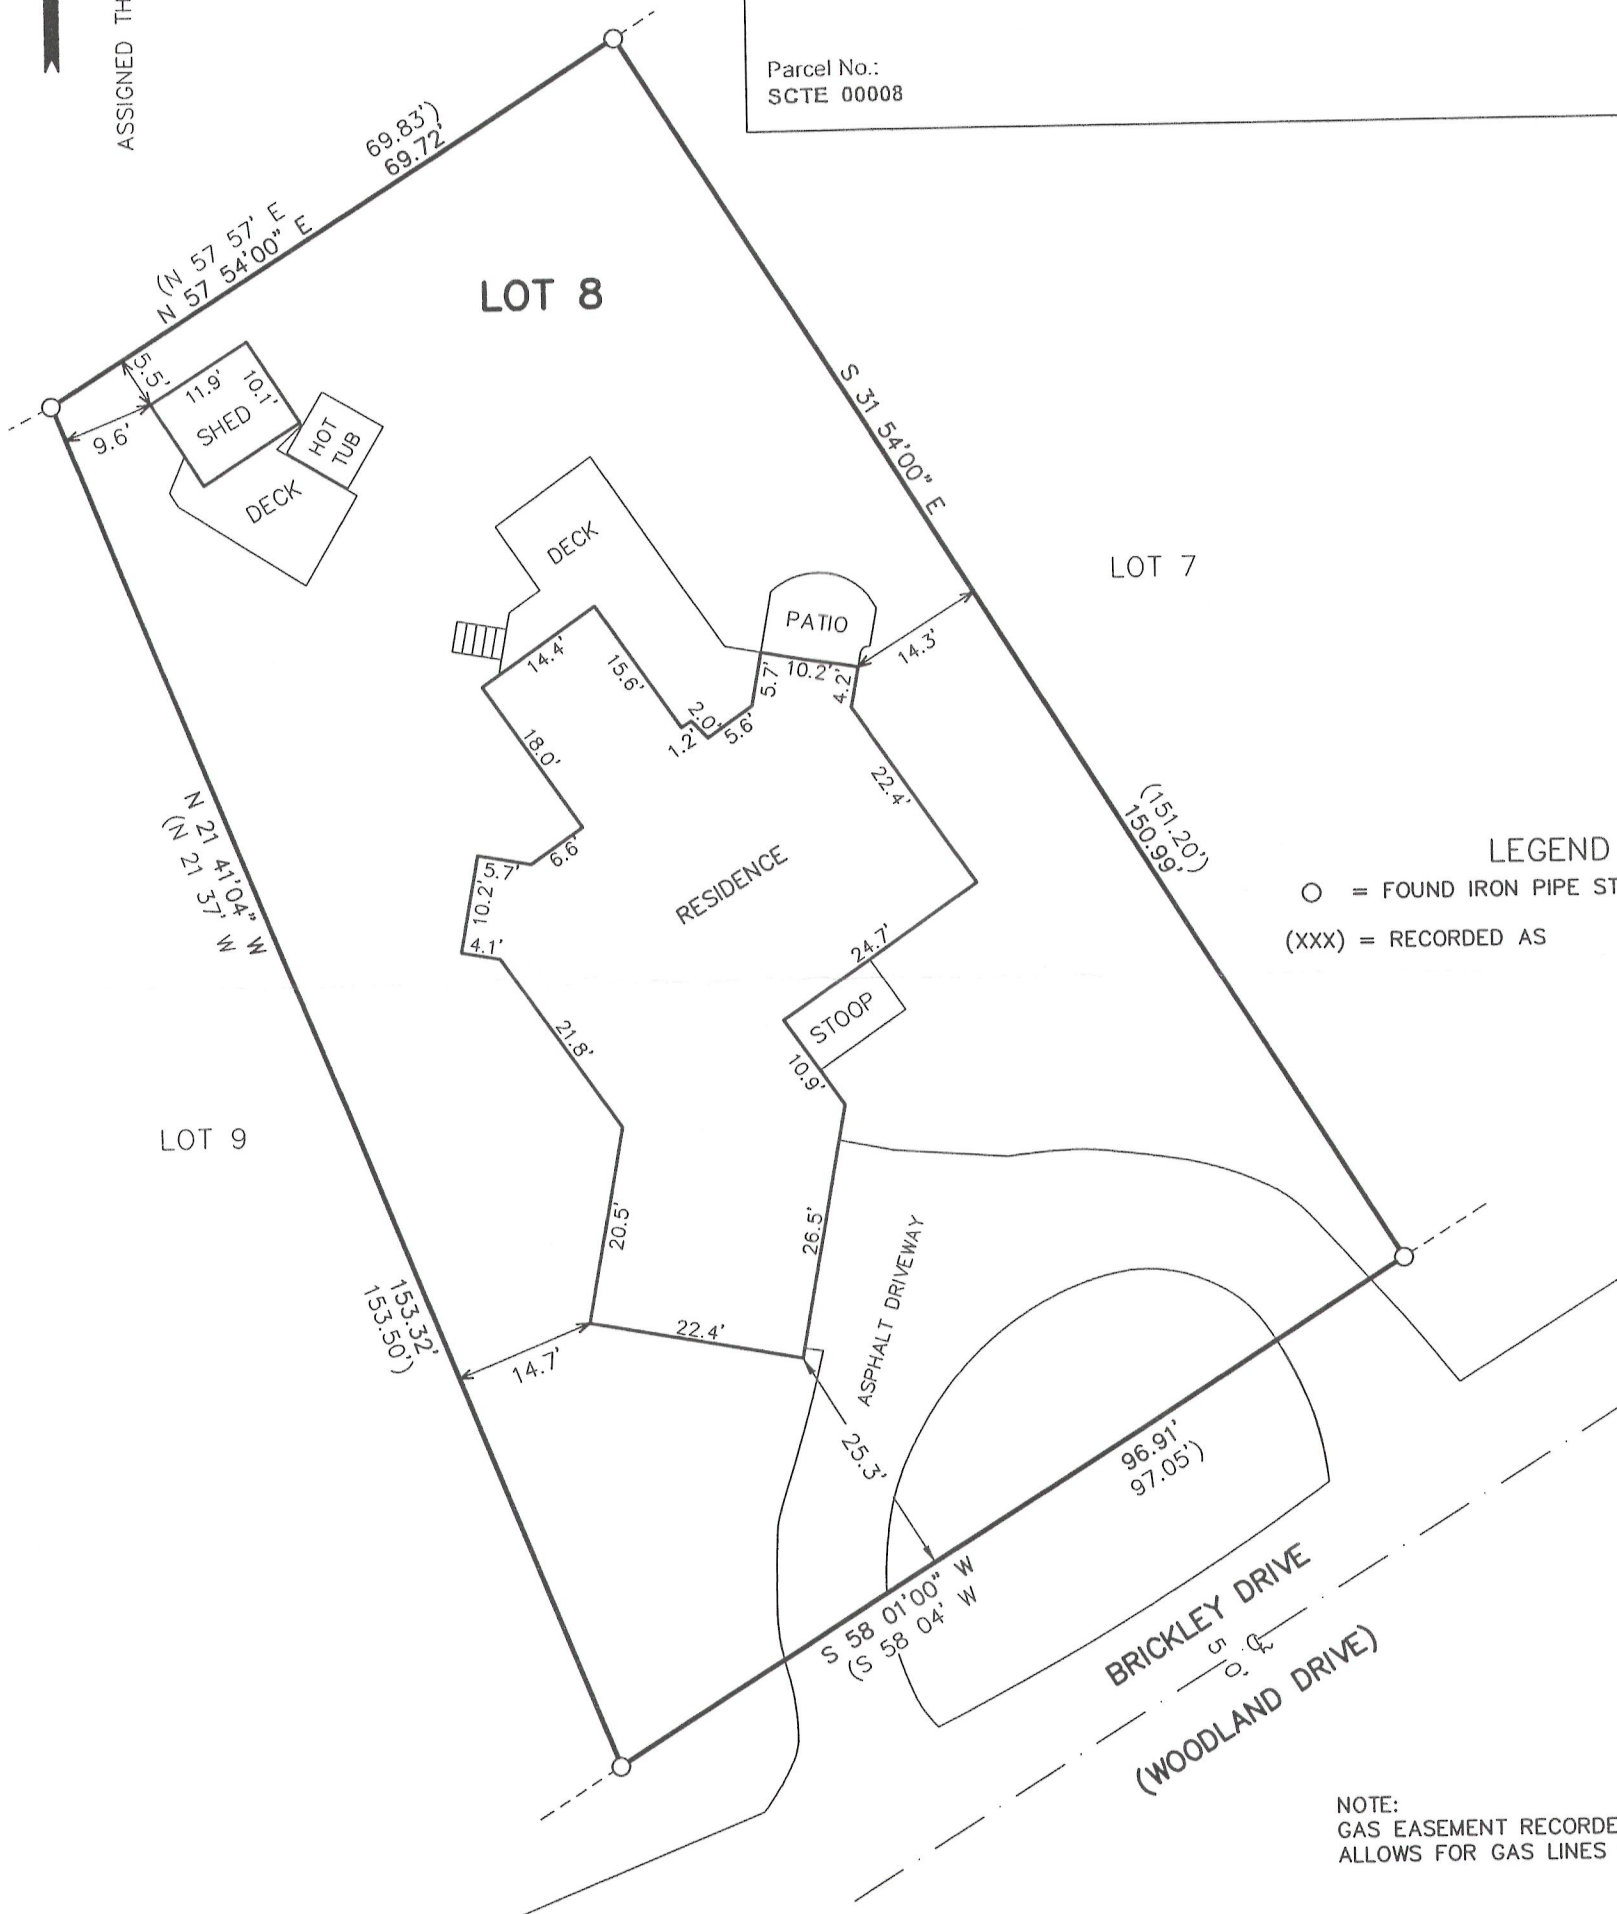 ASSIGNED TH
Parcel No.:
SCTE 00008
69.83')
69.72'
(N 57 57' E
N 57 54'00" E
LOT 8
5.5'
11.9'
10.1'
SHED
9.6'
HOT
TUB
DECK
S 31 54'00" E
DECK
LOT 7
PATIO
14.3'
14.4'
15.6'
5.7'
10.2'
4.2'
2.0'
1.2'
5.6'
18.0'
22.4'
(151.20')
150.99'
N 21 41'04" W
(N 21 37' W
6.6'
5.7'
10.2'
4.1'
RESIDENCE
LEGEND
O = FOUND IRON PIPE ST
(XXX) = RECORDED AS
24.7'
STOOP
21.8'
10.9'
LOT 9
20.5'
26.5'
ASPHALT DRIVEWAY
153.32'
153.50')
22.4'
14.7'
25.3'
96.91'
97.05')
S 58 01'00" W
(S 58 04' W
BRICKLEY DRIVE
50'
(WOODLAND DRIVE)
NOTE:
GAS EASEMENT RECORDE
ALLOWS FOR GAS LINES